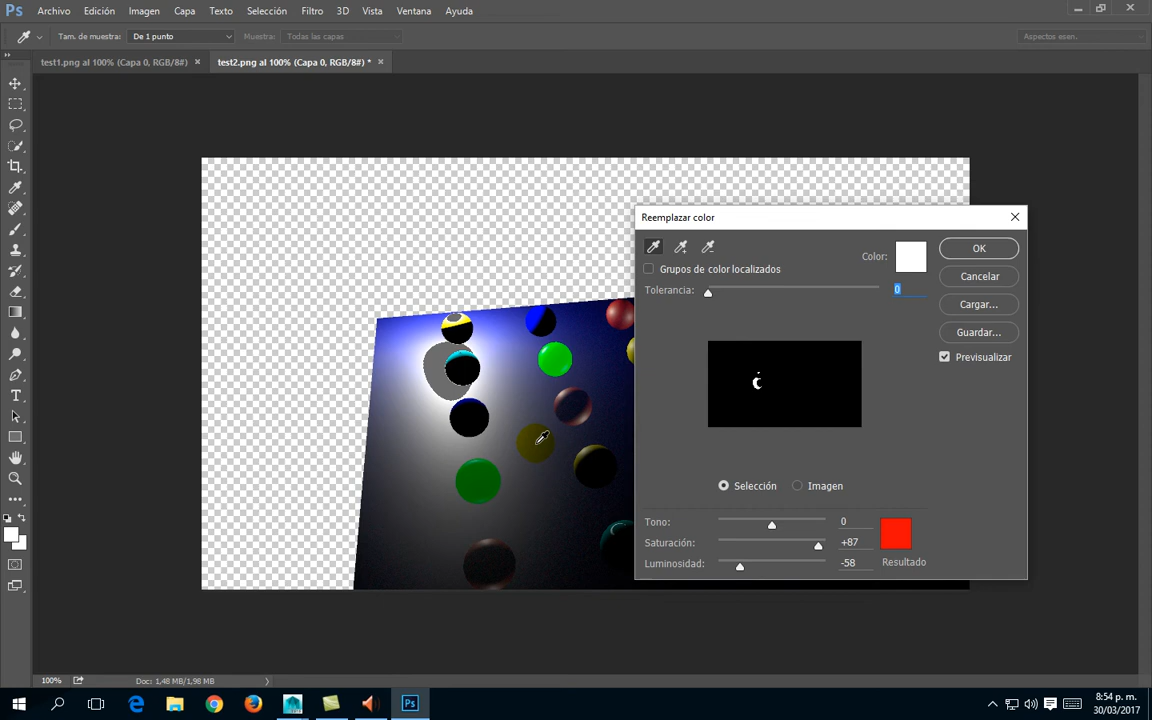 Ps Archivo Edición Imagen Capa Texto Selección Filtro 3D Vista Ventana Ayuda
Tam. de muestra: De 1 punto Muestra: Todas las capas Aspectos esen.
test1.png al 100% (Capa 0, RGB/8#) × test2.png al 100% (Capa 0, RGB/8#) * ×
Reemplazar color
Color:
OK
Grupos de color localizados
Cancelar
Tolerancia: 0
Cargar...
Guardar...
Previsualizar
Selección Imagen
Tono: 0
Saturación: +87
Luminosidad: -58 Resultado
100% Doc: 1,48 MB/1,98 MB
8:54 p. m.
30/03/2017
Ps